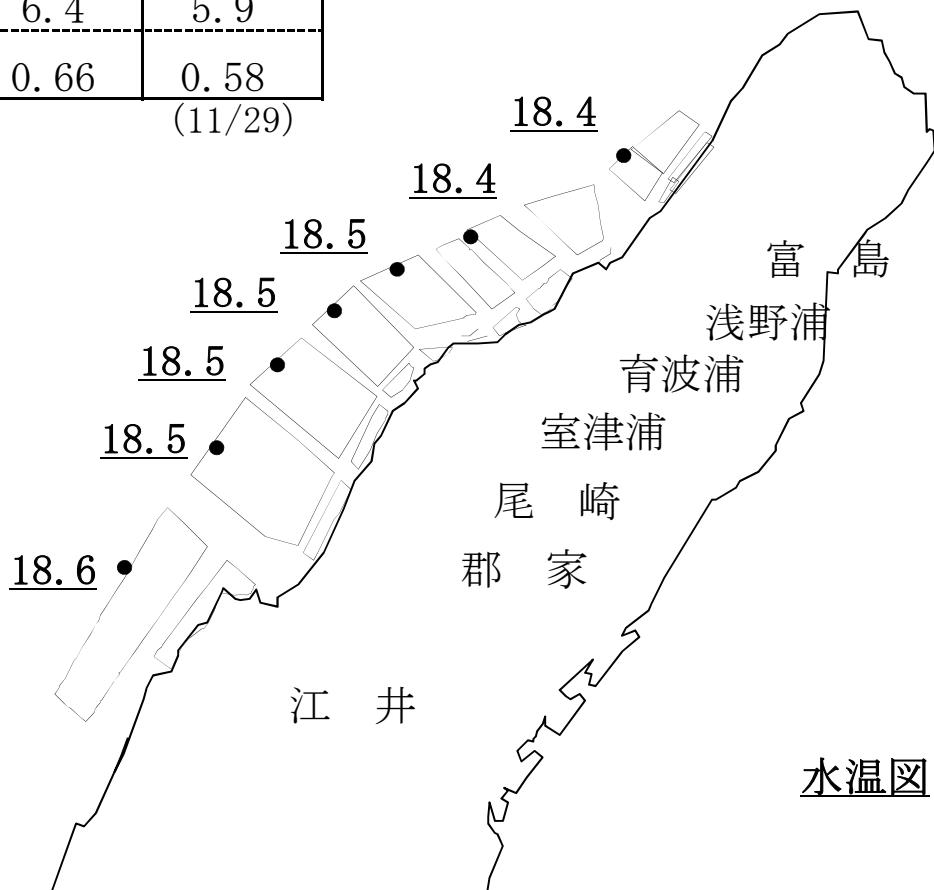 6.4 5.9
0.66 0.58
(11/29)
18.4
18.4
18.5
富 島
18.5
浅野浦
18.5
育波浦
18.5
室津浦
尾 崎
18.6
郡 家
江 井
水温図